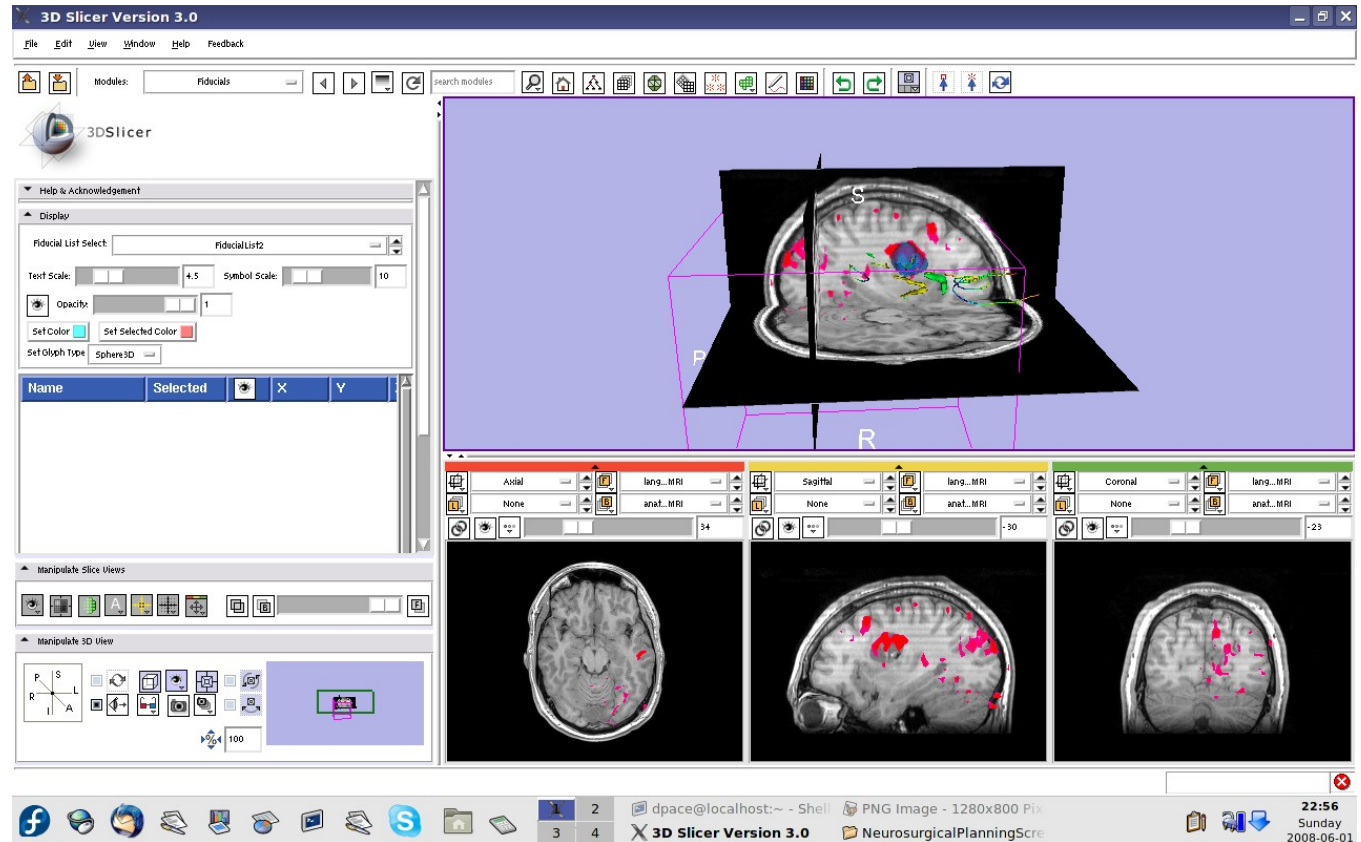 3D Slicer Version 3.0
File Edit View Window Help Feedback
Modules: Fiducials search modules
3DSlicer
Help & Acknowledgement
Display
Fiducial List Select: FiducialList2
Text Scale: 4.5 Symbol Scale: 10
Opacity: 1
Set Color Set Selected Color
Set Glyph Type Sphere3D
Name Selected X Y
S
P
R
Axial lang...MRI
None anat...MRI
34
Sagittal lang...MRI
None anat...MRI
-30
Coronal lang...MRI
None anat...MRI
-23
Manipulate Slice Views
Manipulate 3D View
P S
R L
I A
% 100
1 2
3 4
dpace@localhost:~ - Shell
PNG Image - 1280x800 Pix
3D Slicer Version 3.0
NeurosurgicalPlanningScre
22:56
Sunday
2008-06-01